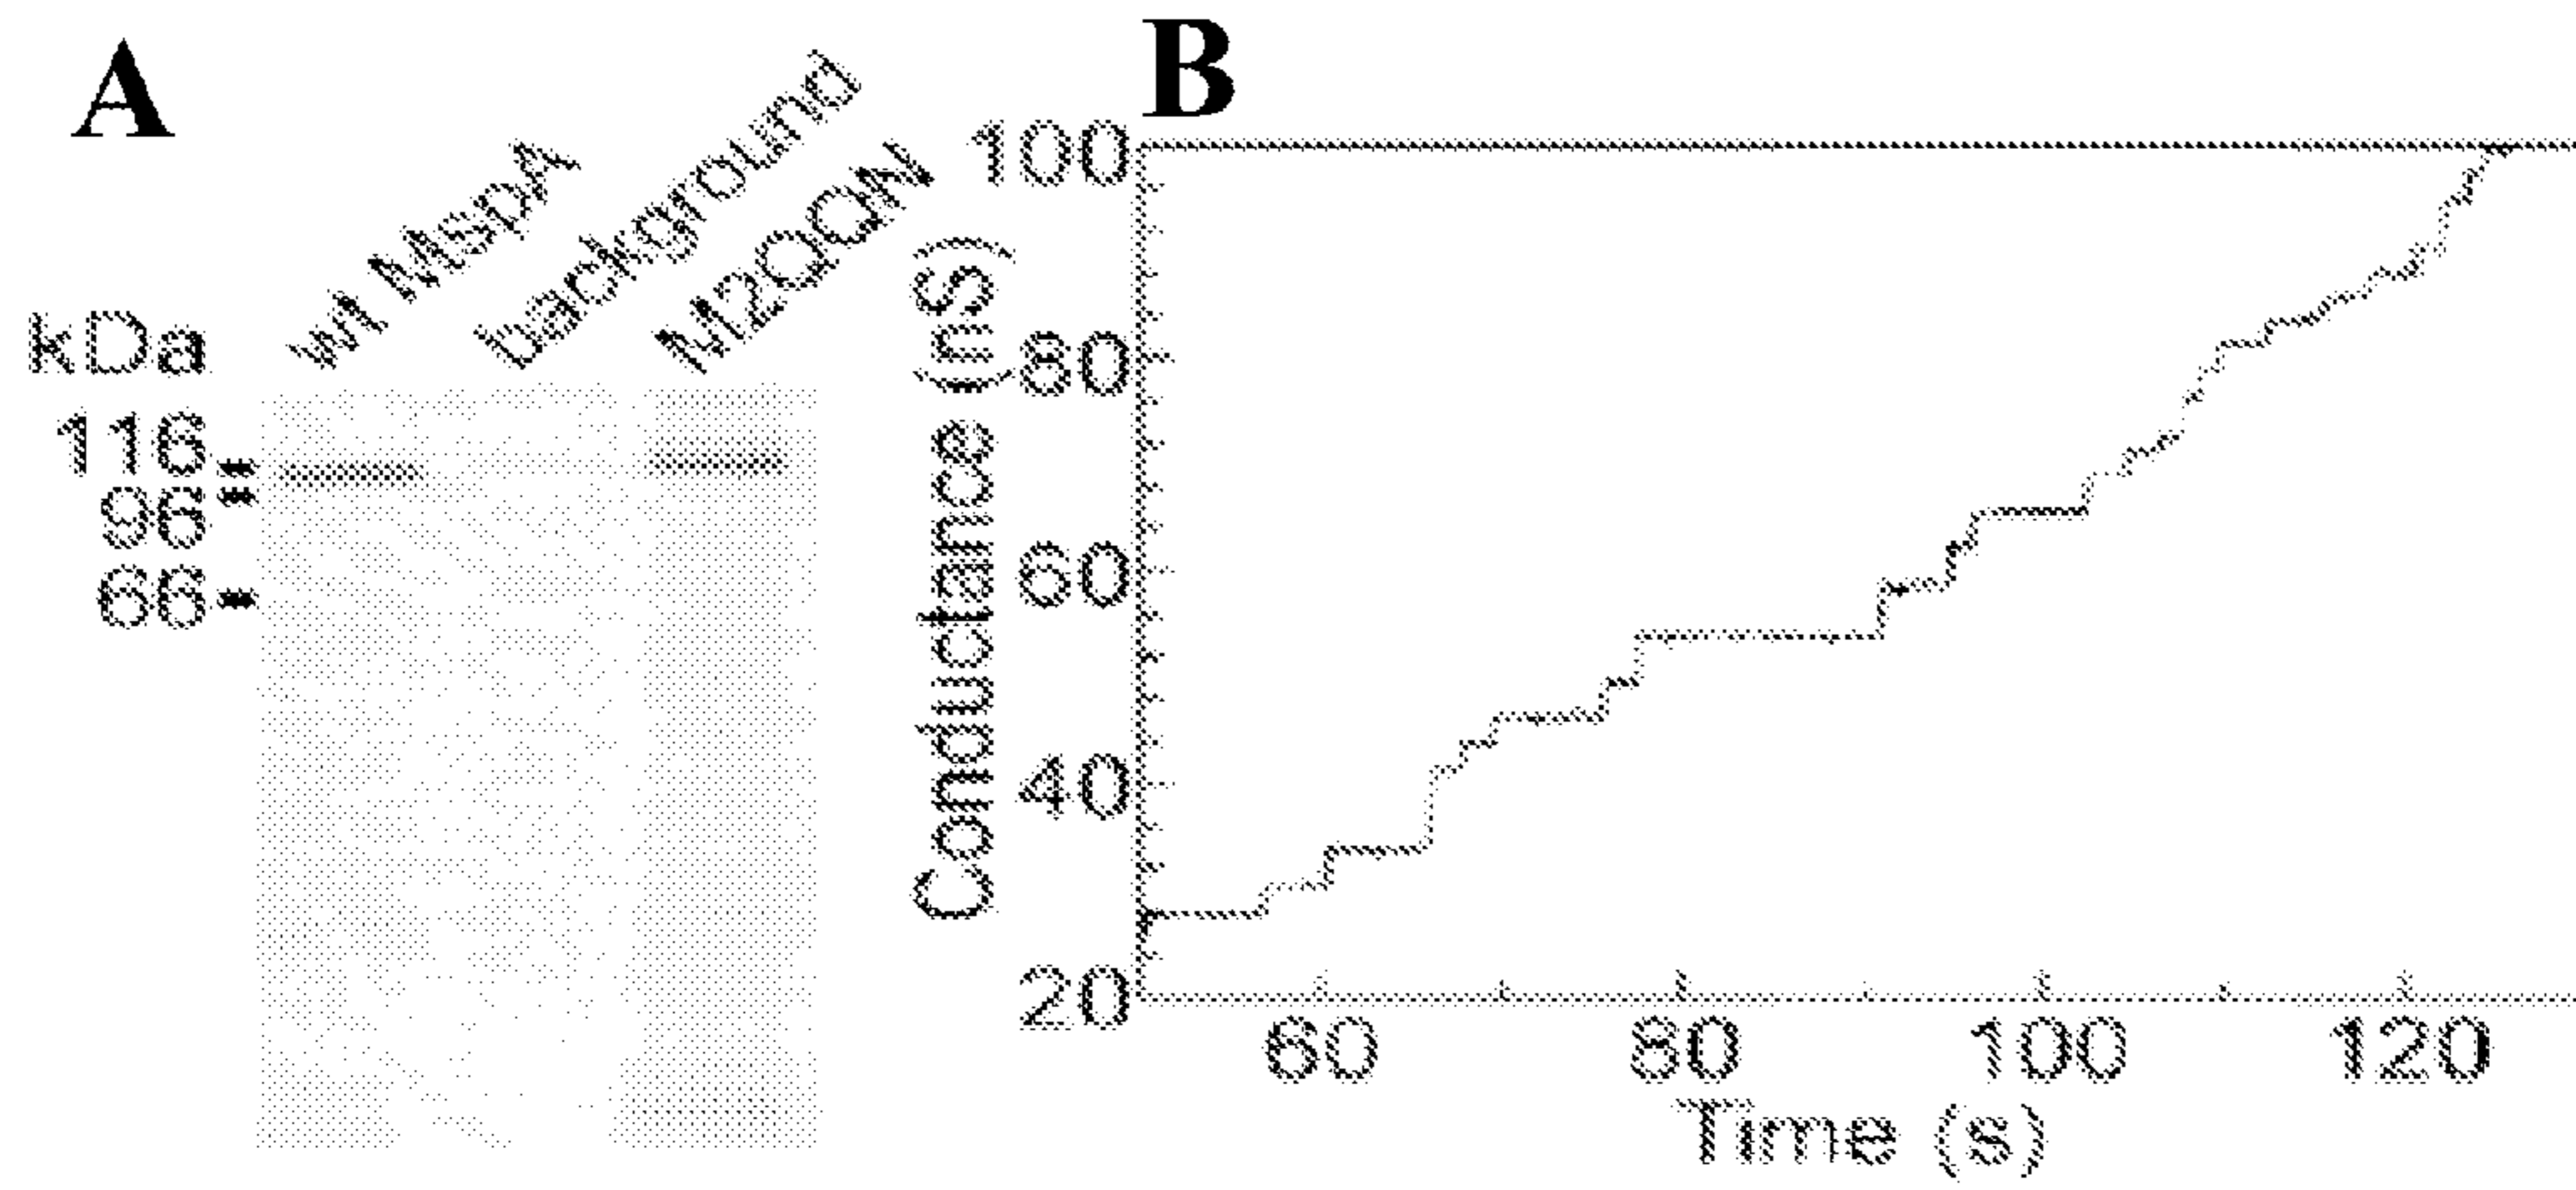 A
wt MspA
background
M2QQN
kDa
116
96
66
B
Conductance (nS)
100
80
60
40
20
60
80
100
120
Time (s)